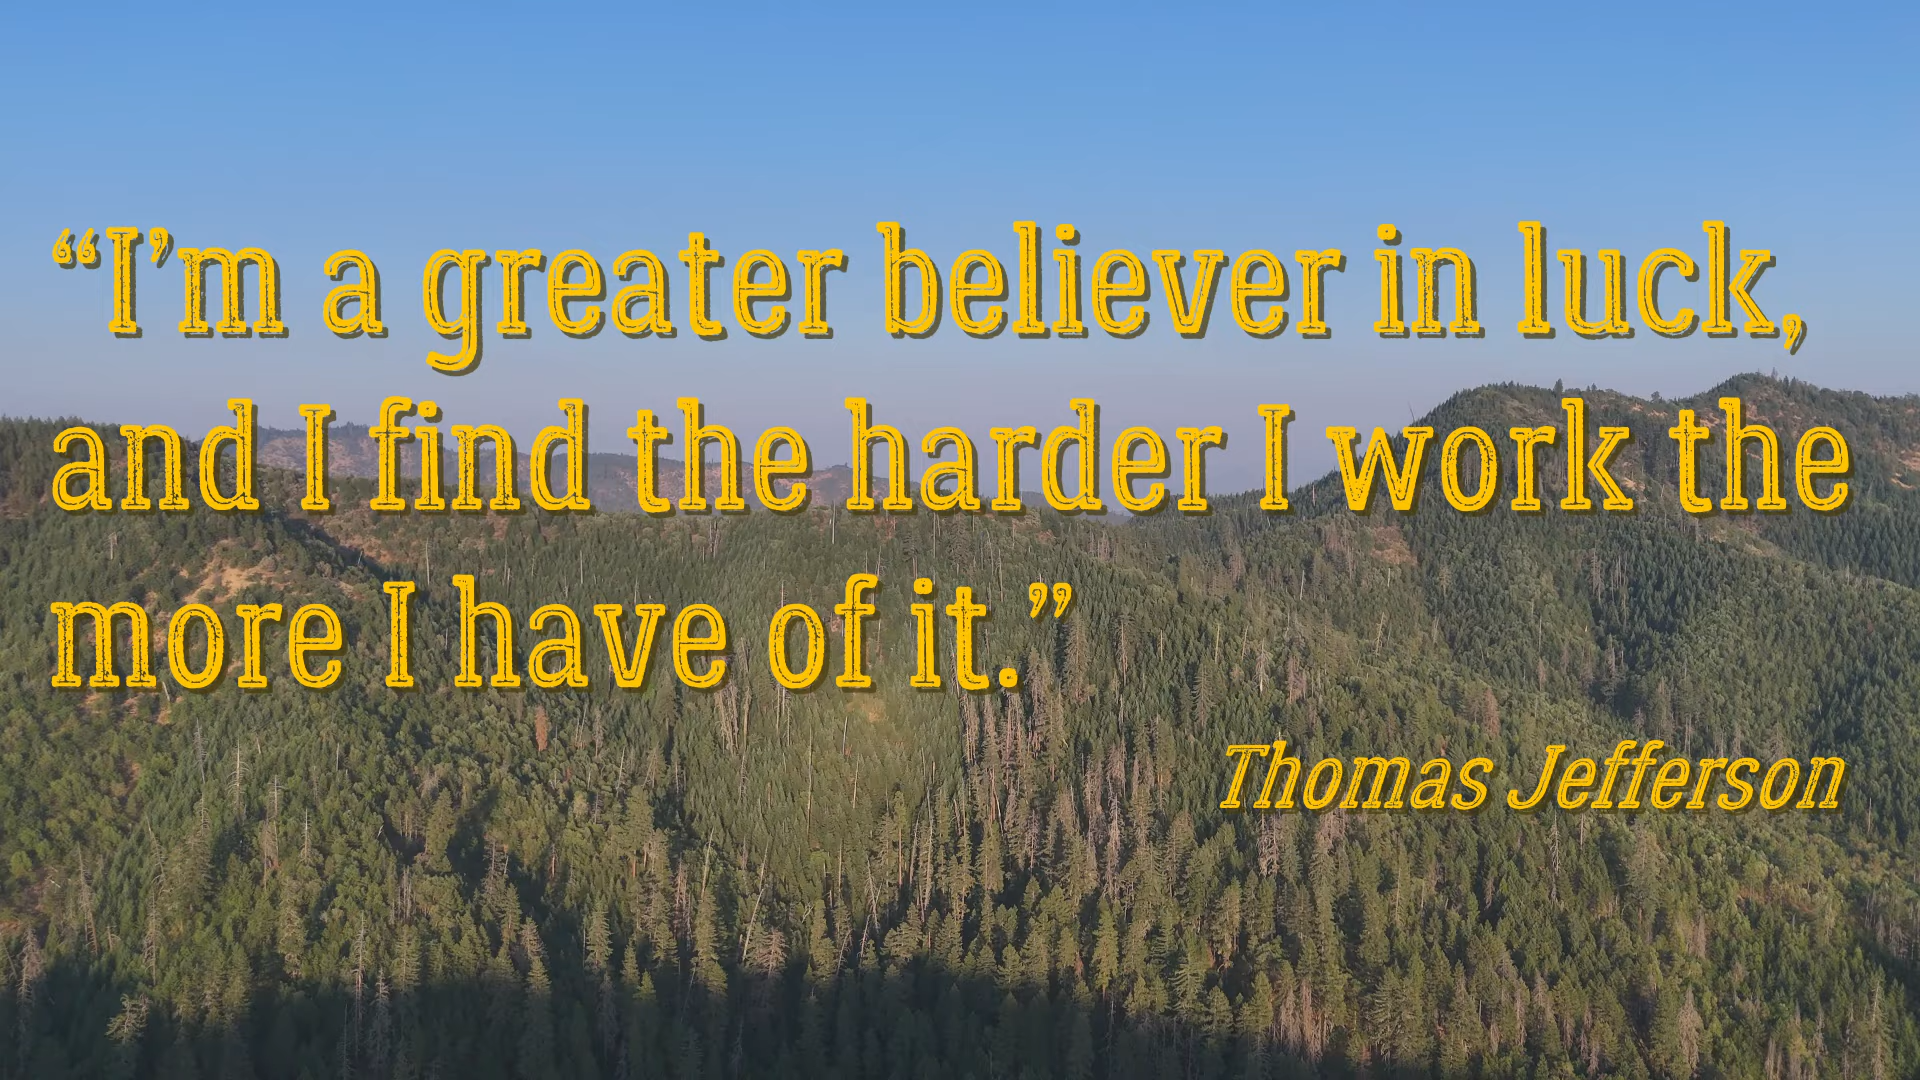 “I’m a greater believer in luck,
and I find the harder I work the
more I have of it.”
Thomas Jefferson